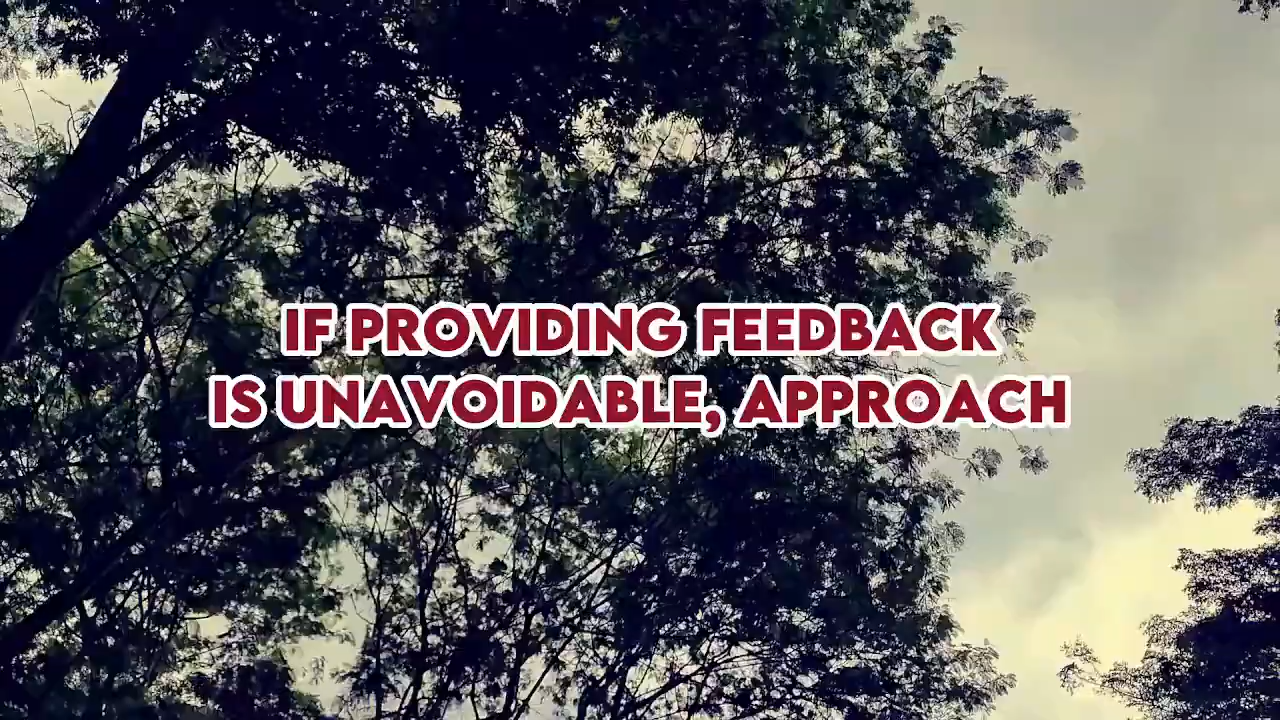 IF PROVIDING FEEDBACK
IS UNAVOIDABLE, APPROACH